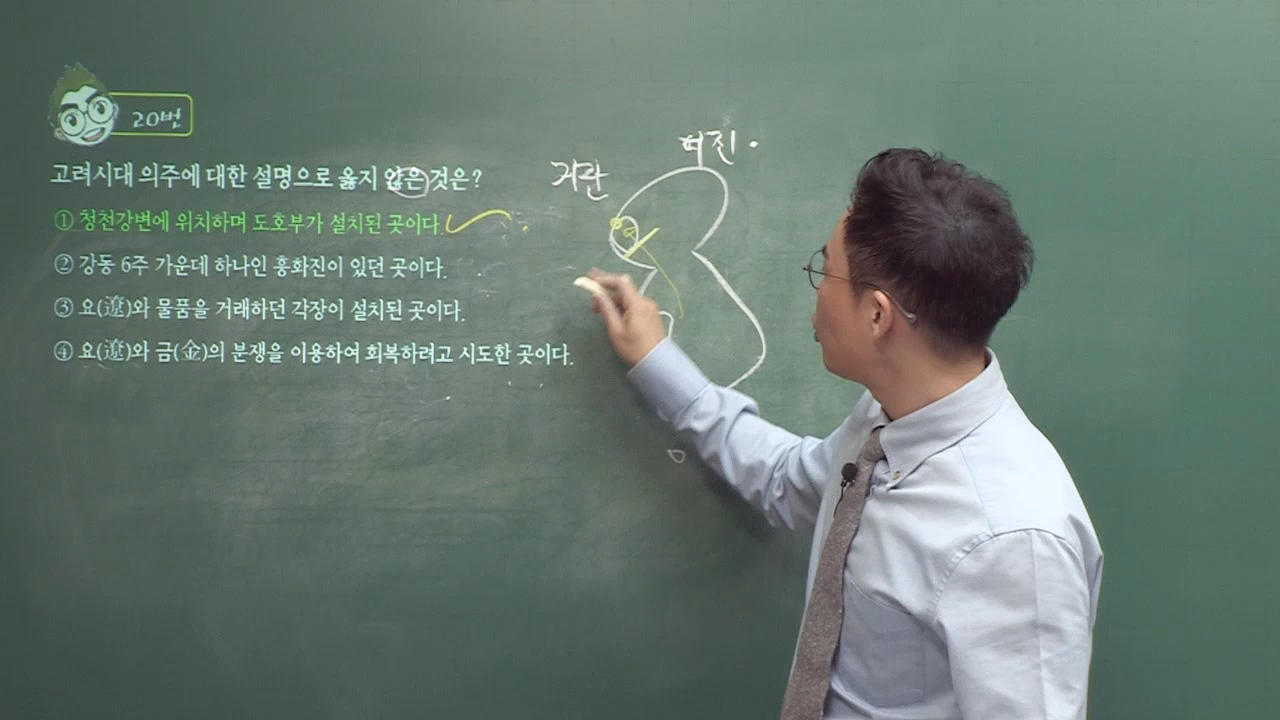 20번
고려시대 의주에 대한 설명으로 옳지 않은 것은?
① 청천강변에 위치하며 도호부가 설치된 곳이다.
② 강동 6주 가운데 하나인 흥화진이 있던 곳이다.
③ 요(遼)와 물품을 거래하던 각장이 설치된 곳이다.
④ 요(遼)와 금(金)의 분쟁을 이용하여 회복하려고 시도한 곳이다.
거란
여진